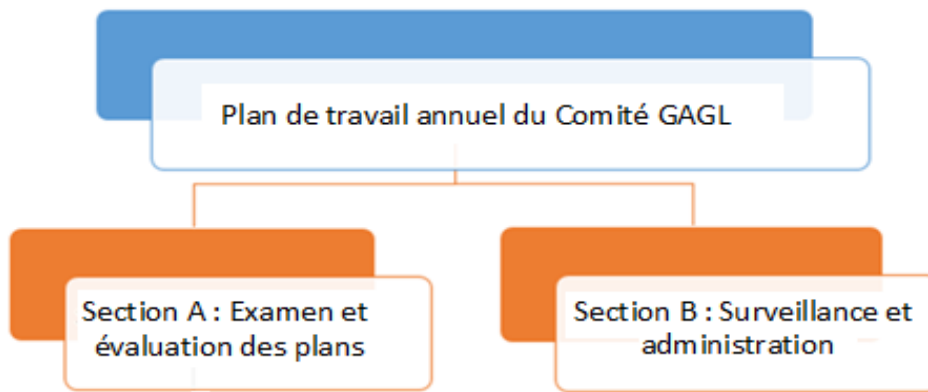 Plan de travail annuel du Comité GAGL
Section A : Examen et
évaluation des plans
Section B : Surveillance et
administration